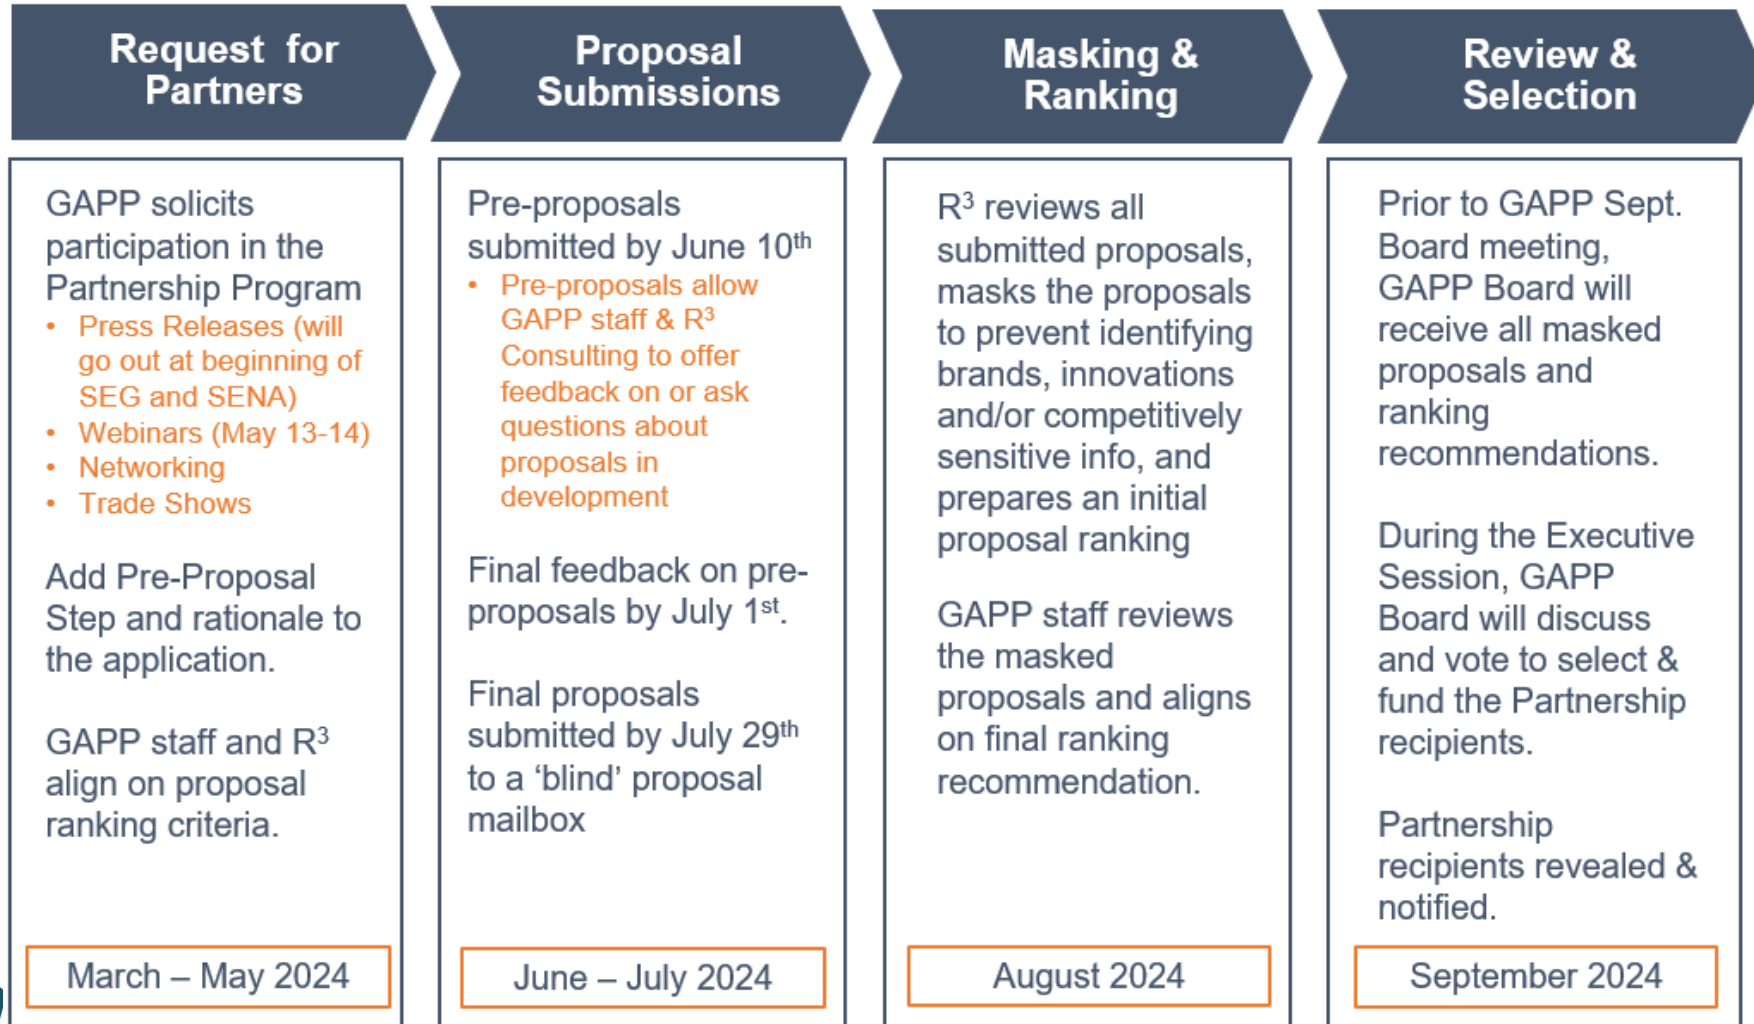 Request for
Partners
GAPP solicits
participation in the
Partnership Program
• Press Releases (will
go out at beginning of
SEG and SENA)
• Webinars (May 13-14)
• Networking
• Trade Shows
Add Pre-Proposal
Step and rationale to
the application.
GAPP staff and R³
align on proposal
ranking criteria.
March – May 2024
Proposal
Submissions
Pre-proposals
submitted by June 10th
• Pre-proposals allow
GAPP staff & R³
Consulting to offer
feedback on or ask
questions about
proposals in
development
Final feedback on pre-
proposals by July 1st.
Final proposals
submitted by July 29th
to a ‘blind’ proposal
mailbox
June – July 2024
Masking &
Ranking
R³ reviews all
submitted proposals,
masks the proposals
to prevent identifying
brands, innovations
and/or competitively
sensitive info, and
prepares an initial
proposal ranking
GAPP staff reviews
the masked
proposals and aligns
on final ranking
recommendation.
August 2024
Review &
Selection
Prior to GAPP Sept.
Board meeting,
GAPP Board will
receive all masked
proposals and
ranking
recommendations.
During the Executive
Session, GAPP
Board will discuss
and vote to select &
fund the Partnership
recipients.
Partnership
recipients revealed &
notified.
September 2024